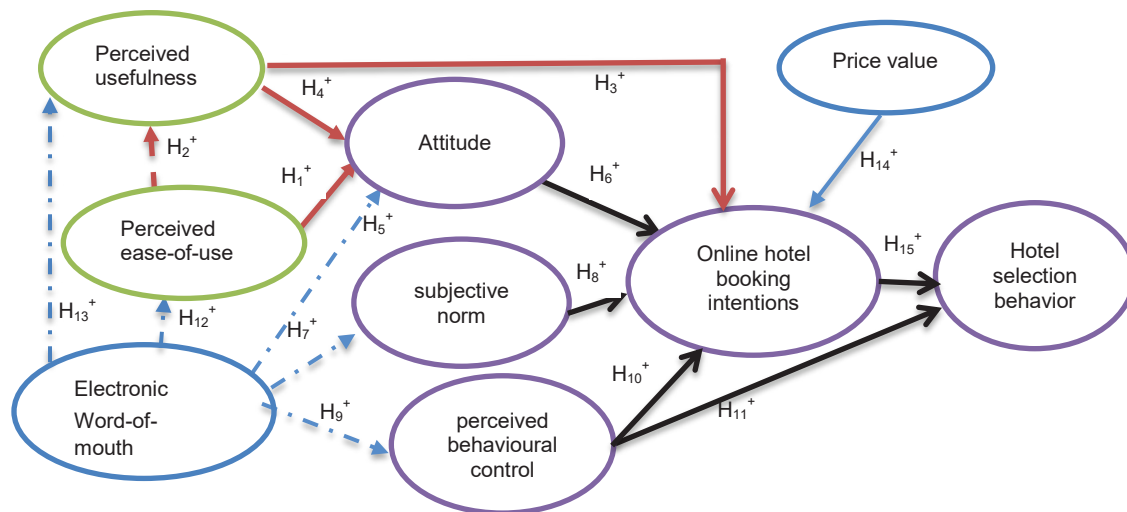 Perceived
usefulness
Price value
H4+
H3+
Attitude
H2+
H1+
H6+
H14+
Perceived
ease-of-use
H5+
Online hotel
booking
intentions
H15+
Hotel
selection
behavior
H8+
subjective
norm
H13+
H12+
H7+
Electronic
Word-of-
mouth
H9+
H10+
H11+
perceived
behavioural
control